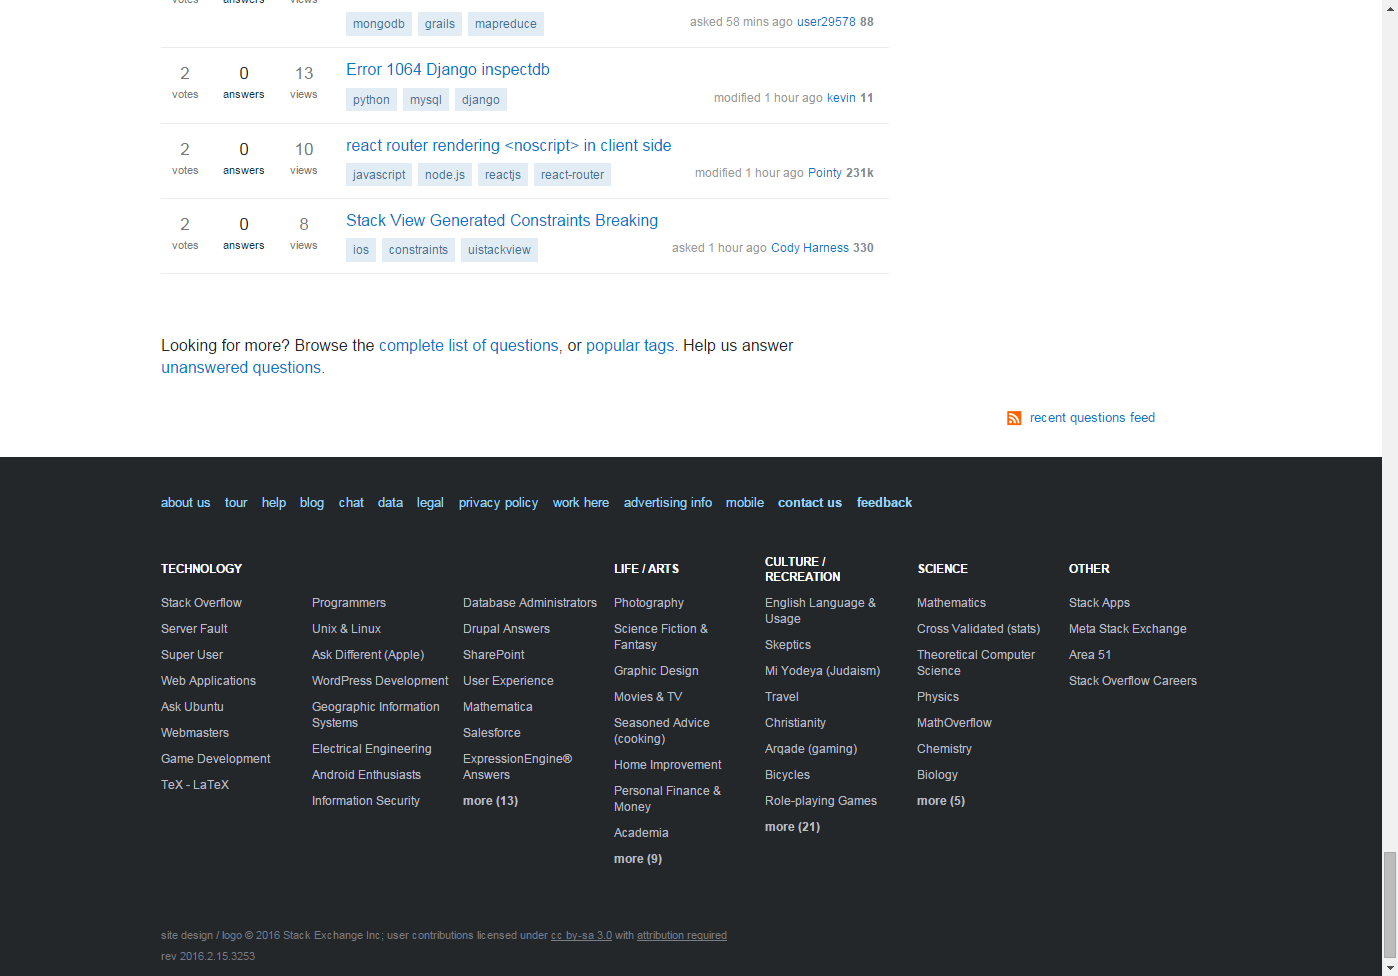 votes answers views
mongodb grails mapreduce asked 58 mins ago user29578 88
2 0 13 Error 1064 Django inspectdb
votes answers views python mysql django modified 1 hour ago kevin 11
2 0 10 react router rendering <noscript> in client side
votes answers views javascript node.js reactjs react-router modified 1 hour ago Pointy 231k
2 0 8 Stack View Generated Constraints Breaking
votes answers views ios constraints uistackview asked 1 hour ago Cody Harness 330
Looking for more? Browse the complete list of questions, or popular tags. Help us answer
unanswered questions.
recent questions feed
about us tour help blog chat data legal privacy policy work here advertising info mobile contact us feedback
TECHNOLOGY
Stack Overflow
Server Fault
Super User
Web Applications
Ask Ubuntu
Webmasters
Game Development
TeX - LaTeX
Programmers
Unix & Linux
Ask Different (Apple)
WordPress Development
Geographic Information
Systems
Electrical Engineering
Android Enthusiasts
Information Security
Database Administrators
Drupal Answers
SharePoint
User Experience
Mathematica
Salesforce
ExpressionEngine®
Answers
more (13)
LIFE / ARTS
Photography
Science Fiction &
Fantasy
Graphic Design
Movies & TV
Seasoned Advice
(cooking)
Home Improvement
Personal Finance &
Money
Academia
more (9)
CULTURE /
RECREATION
English Language &
Usage
Skeptics
Mi Yodeya (Judaism)
Travel
Christianity
Arqade (gaming)
Bicycles
Role-playing Games
more (21)
SCIENCE
Mathematics
Cross Validated (stats)
Theoretical Computer
Science
Physics
MathOverflow
Chemistry
Biology
more (5)
OTHER
Stack Apps
Meta Stack Exchange
Area 51
Stack Overflow Careers
site design / logo © 2016 Stack Exchange Inc; user contributions licensed under cc by-sa 3.0 with attribution required
rev 2016.2.15.3253